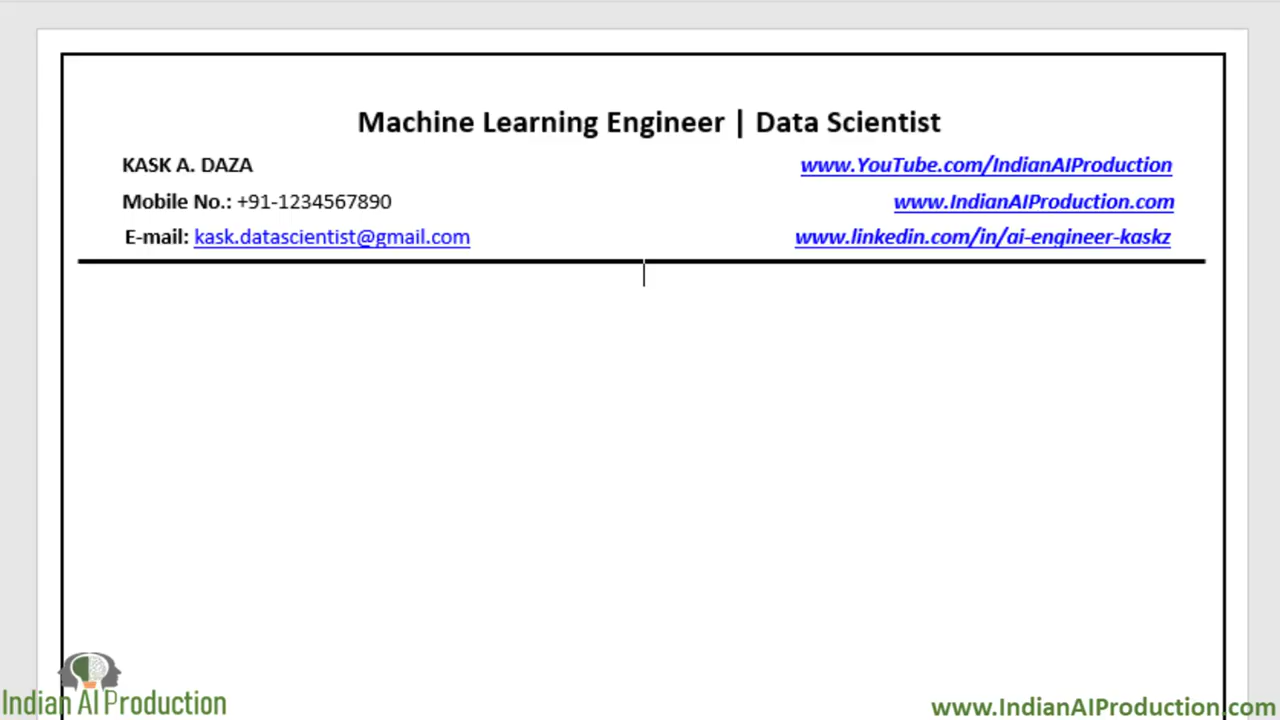 Machine Learning Engineer | Data Scientist
KASK A. DAZA www.YouTube.com/IndianAIProduction
Mobile No.: +91-1234567890 www.IndianAIProduction.com
E-mail: kask.datascientist@gmail.com www.linkedin.com/in/ai-engineer-kaskz
Indian AI Production www.IndianAIProduction.com